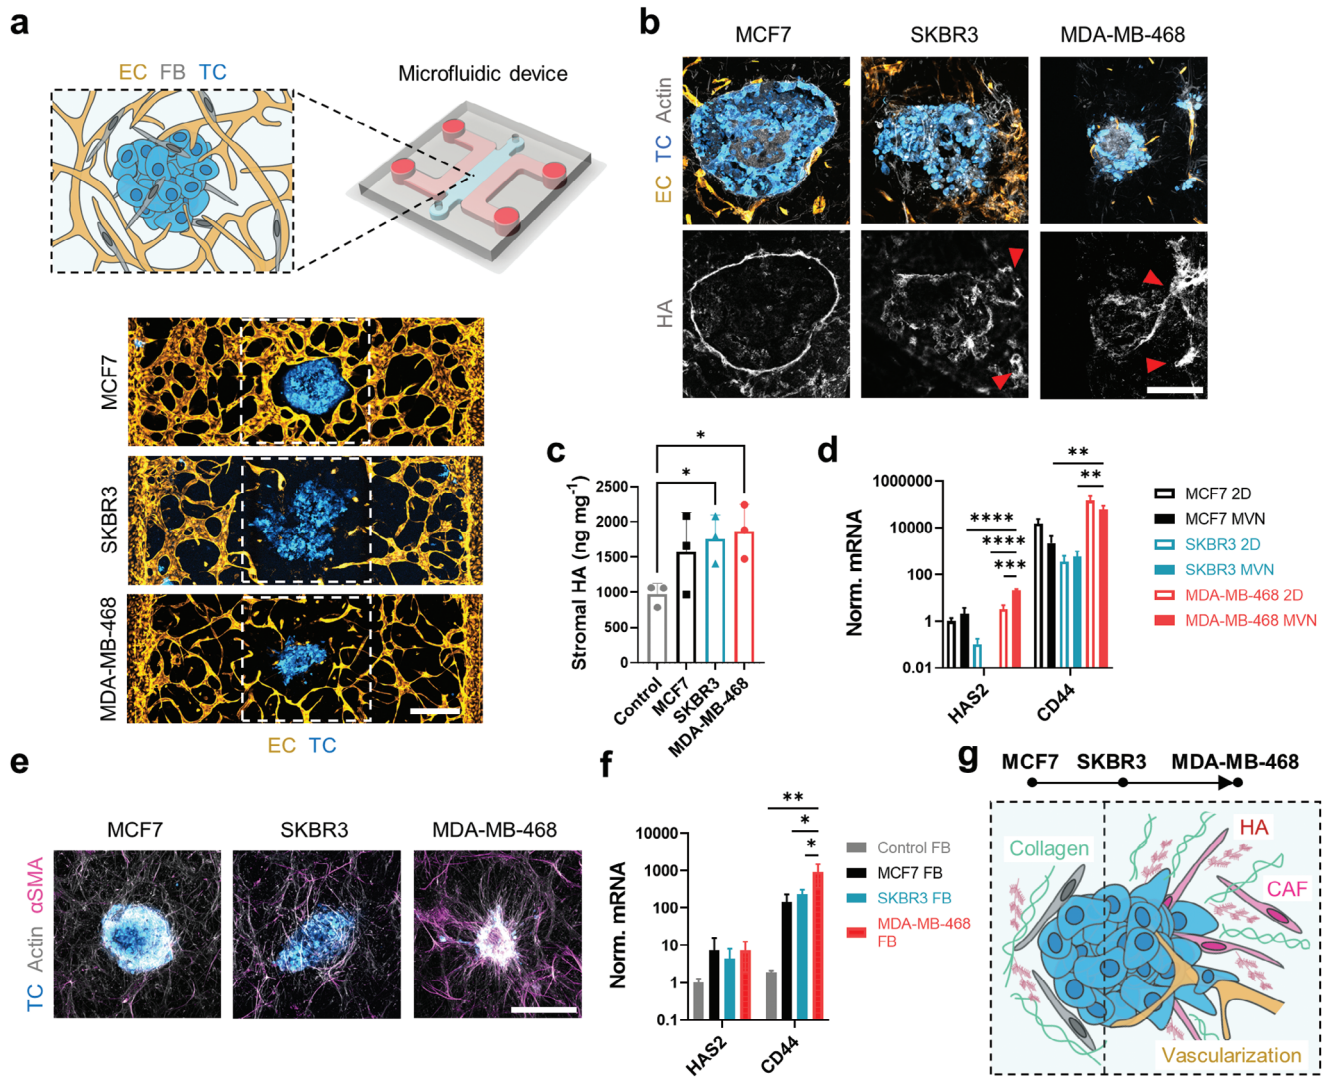 a
EC FB TC
Microfluidic device
MCF7
SKBR3
MDA-MB-468
EC TC
b
MCF7
SKBR3
MDA-MB-468
EC TC Actin
HA
c
*
*
Stromal HA (ng mg⁻¹)
2500
2000
1500
1000
500
0
Control
MCF7
SKBR3
MDA-MB-468
d
**
**
****
****
***
Norm. mRNA
1000000
10000
100
1
0.01
HAS2
CD44
MCF7 2D
MCF7 MVN
SKBR3 2D
SKBR3 MVN
MDA-MB-468 2D
MDA-MB-468 MVN
e
MCF7
SKBR3
MDA-MB-468
TC Actin αSMA
f
**
*
*
Norm. mRNA
10000
1000
100
10
1
0.1
HAS2
CD44
Control FB
MCF7 FB
SKBR3 FB
MDA-MB-468
FB
g
MCF7
SKBR3
MDA-MB-468
Collagen
HA
CAF
Vascularization